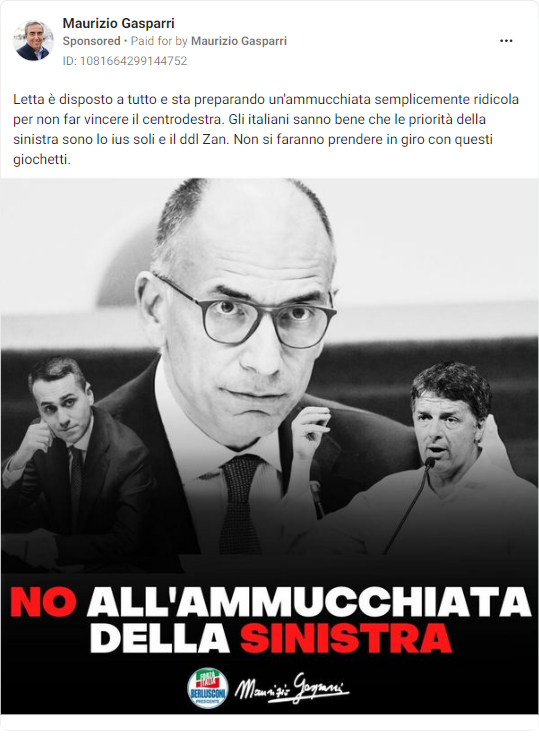 Maurizio Gasparri
Sponsored • Paid for by Maurizio Gasparri
ID: 1081664299144752
Letta è disposto a tutto e sta preparando un'ammucchiata semplicemente ridicola
per non far vincere il centrodestra. Gli italiani sanno bene che le priorità della
sinistra sono lo ius soli e il ddl Zan. Non si faranno prendere in giro con questi
giochetti.
NO ALL'AMMUCCHIATA
DELLA SINISTRA
FORZA
ITALIA
BERLUSCONI
PRESIDENTE
Maurizio Gasparri